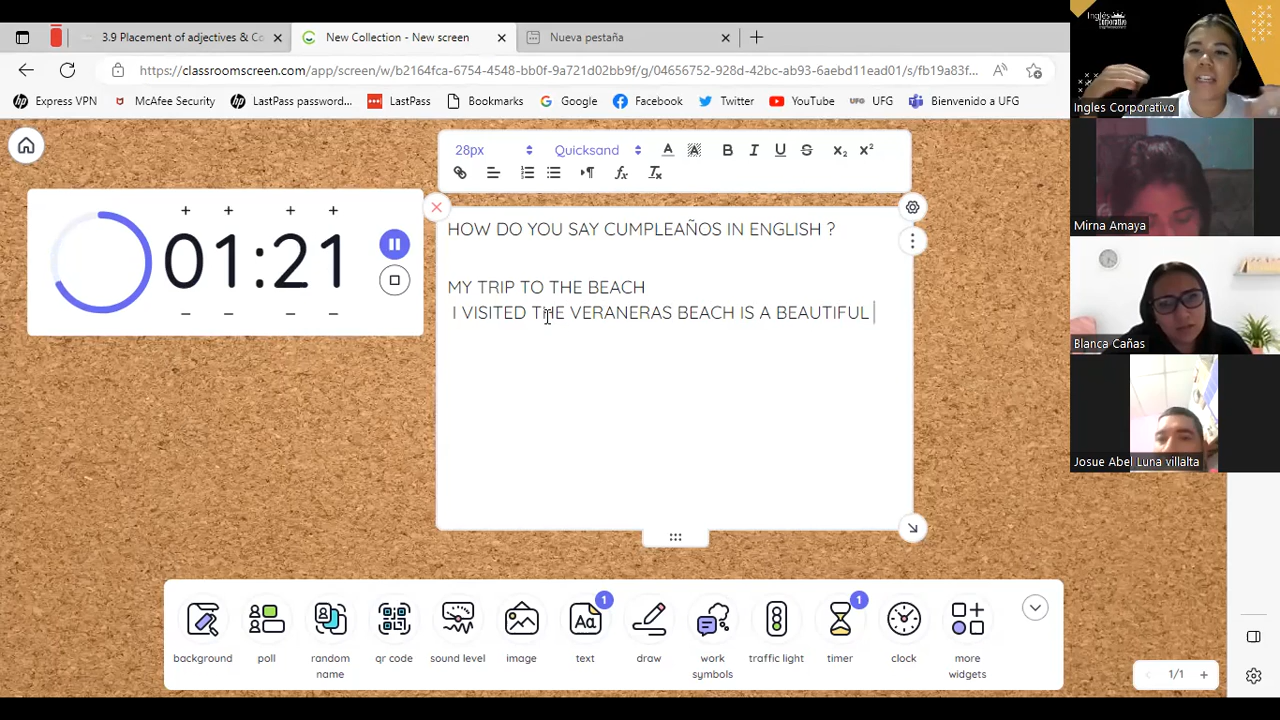 3.9 Placement of adjectives & Co
New Collection - New screen
Nueva pestaña
https://classroomscreen.com/app/screen/w/b2164fca-6754-4548-bb0f-9a721d02bb9f/g/04656752-928d-42bc-ab93-6aebd11ead01/s/fb19a83f...
Express VPN
McAfee Security
LastPass password...
LastPass
Bookmarks
Google
Facebook
Twitter
YouTube
UFG
Bienvenido a UFG
28px
Quicksand
01:21
HOW DO YOU SAY CUMPLEAÑOS IN ENGLISH ?
MY TRIP TO THE BEACH
I VISITED THE VERANERAS BEACH IS A BEAUTIFUL
background
poll
random name
qr code
sound level
image
1
text
draw
work symbols
traffic light
1
timer
clock
more widgets
1/1
Inglés Corporativo
Ingles Corporativo
Mirna Amaya
Blanca Cañas
Josue Abel Luna villalta